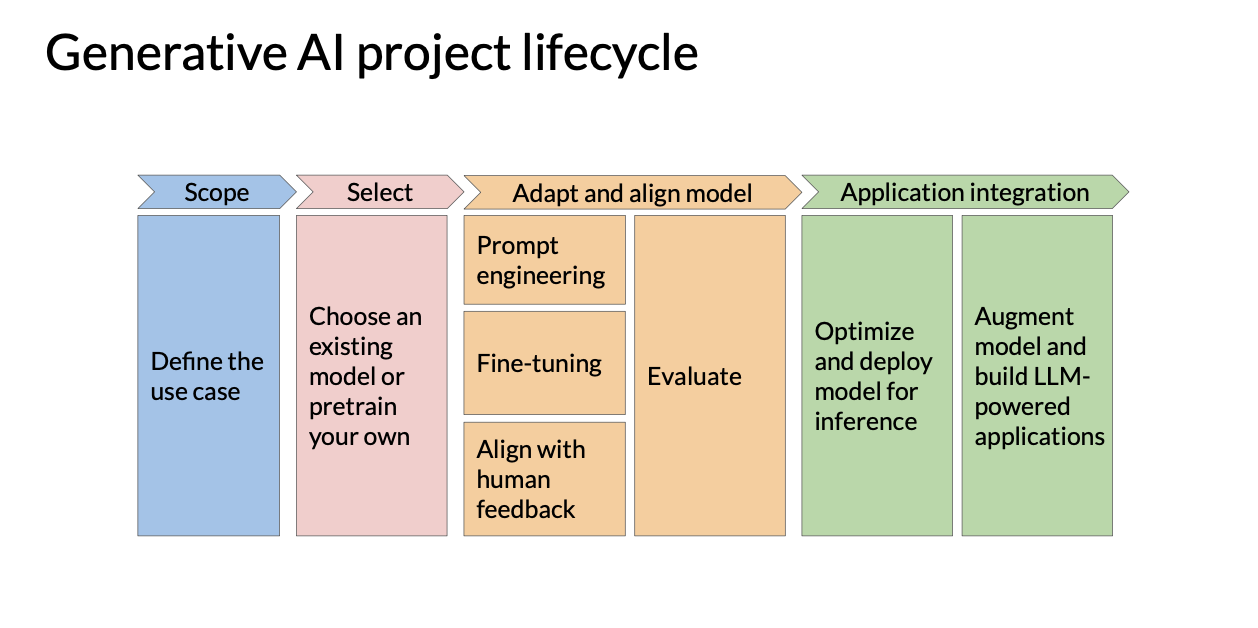 Generative AI project lifecycle
Scope
Select
Adapt and align model
Application integration
Define the
use case
Choose an
existing
model or
pretrain
your own
Prompt
engineering
Fine-tuning
Align with
human
feedback
Evaluate
Optimize
and deploy
model for
inference
Augment
model and
build LLM-
powered
applications